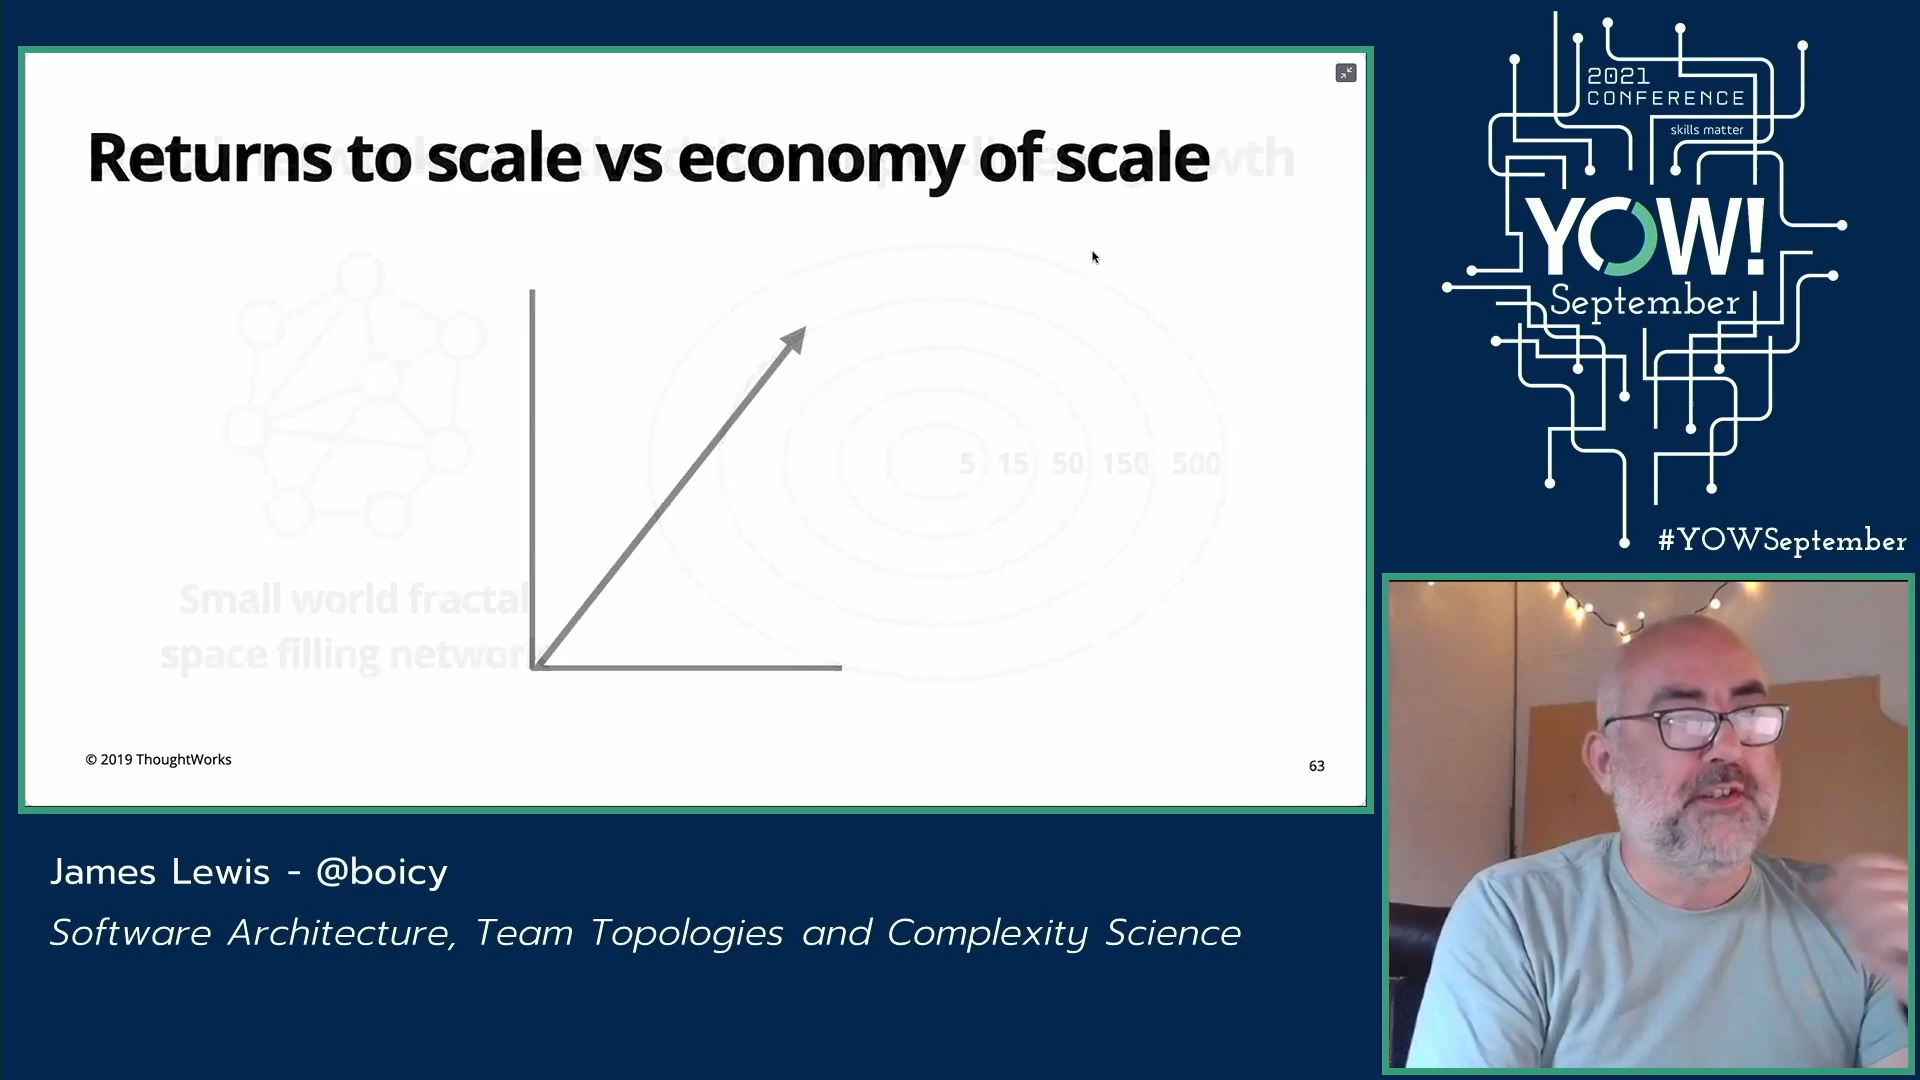 Returns to scale vs economy of scale
5 15 50 150 500
Small world fractal
space filling networ
© 2019 ThoughtWorks
63
2021
CONFERENCE
skills matter
YOW!
September
#YOWSeptember
James Lewis - @boicy
Software Architecture, Team Topologies and Complexity Science